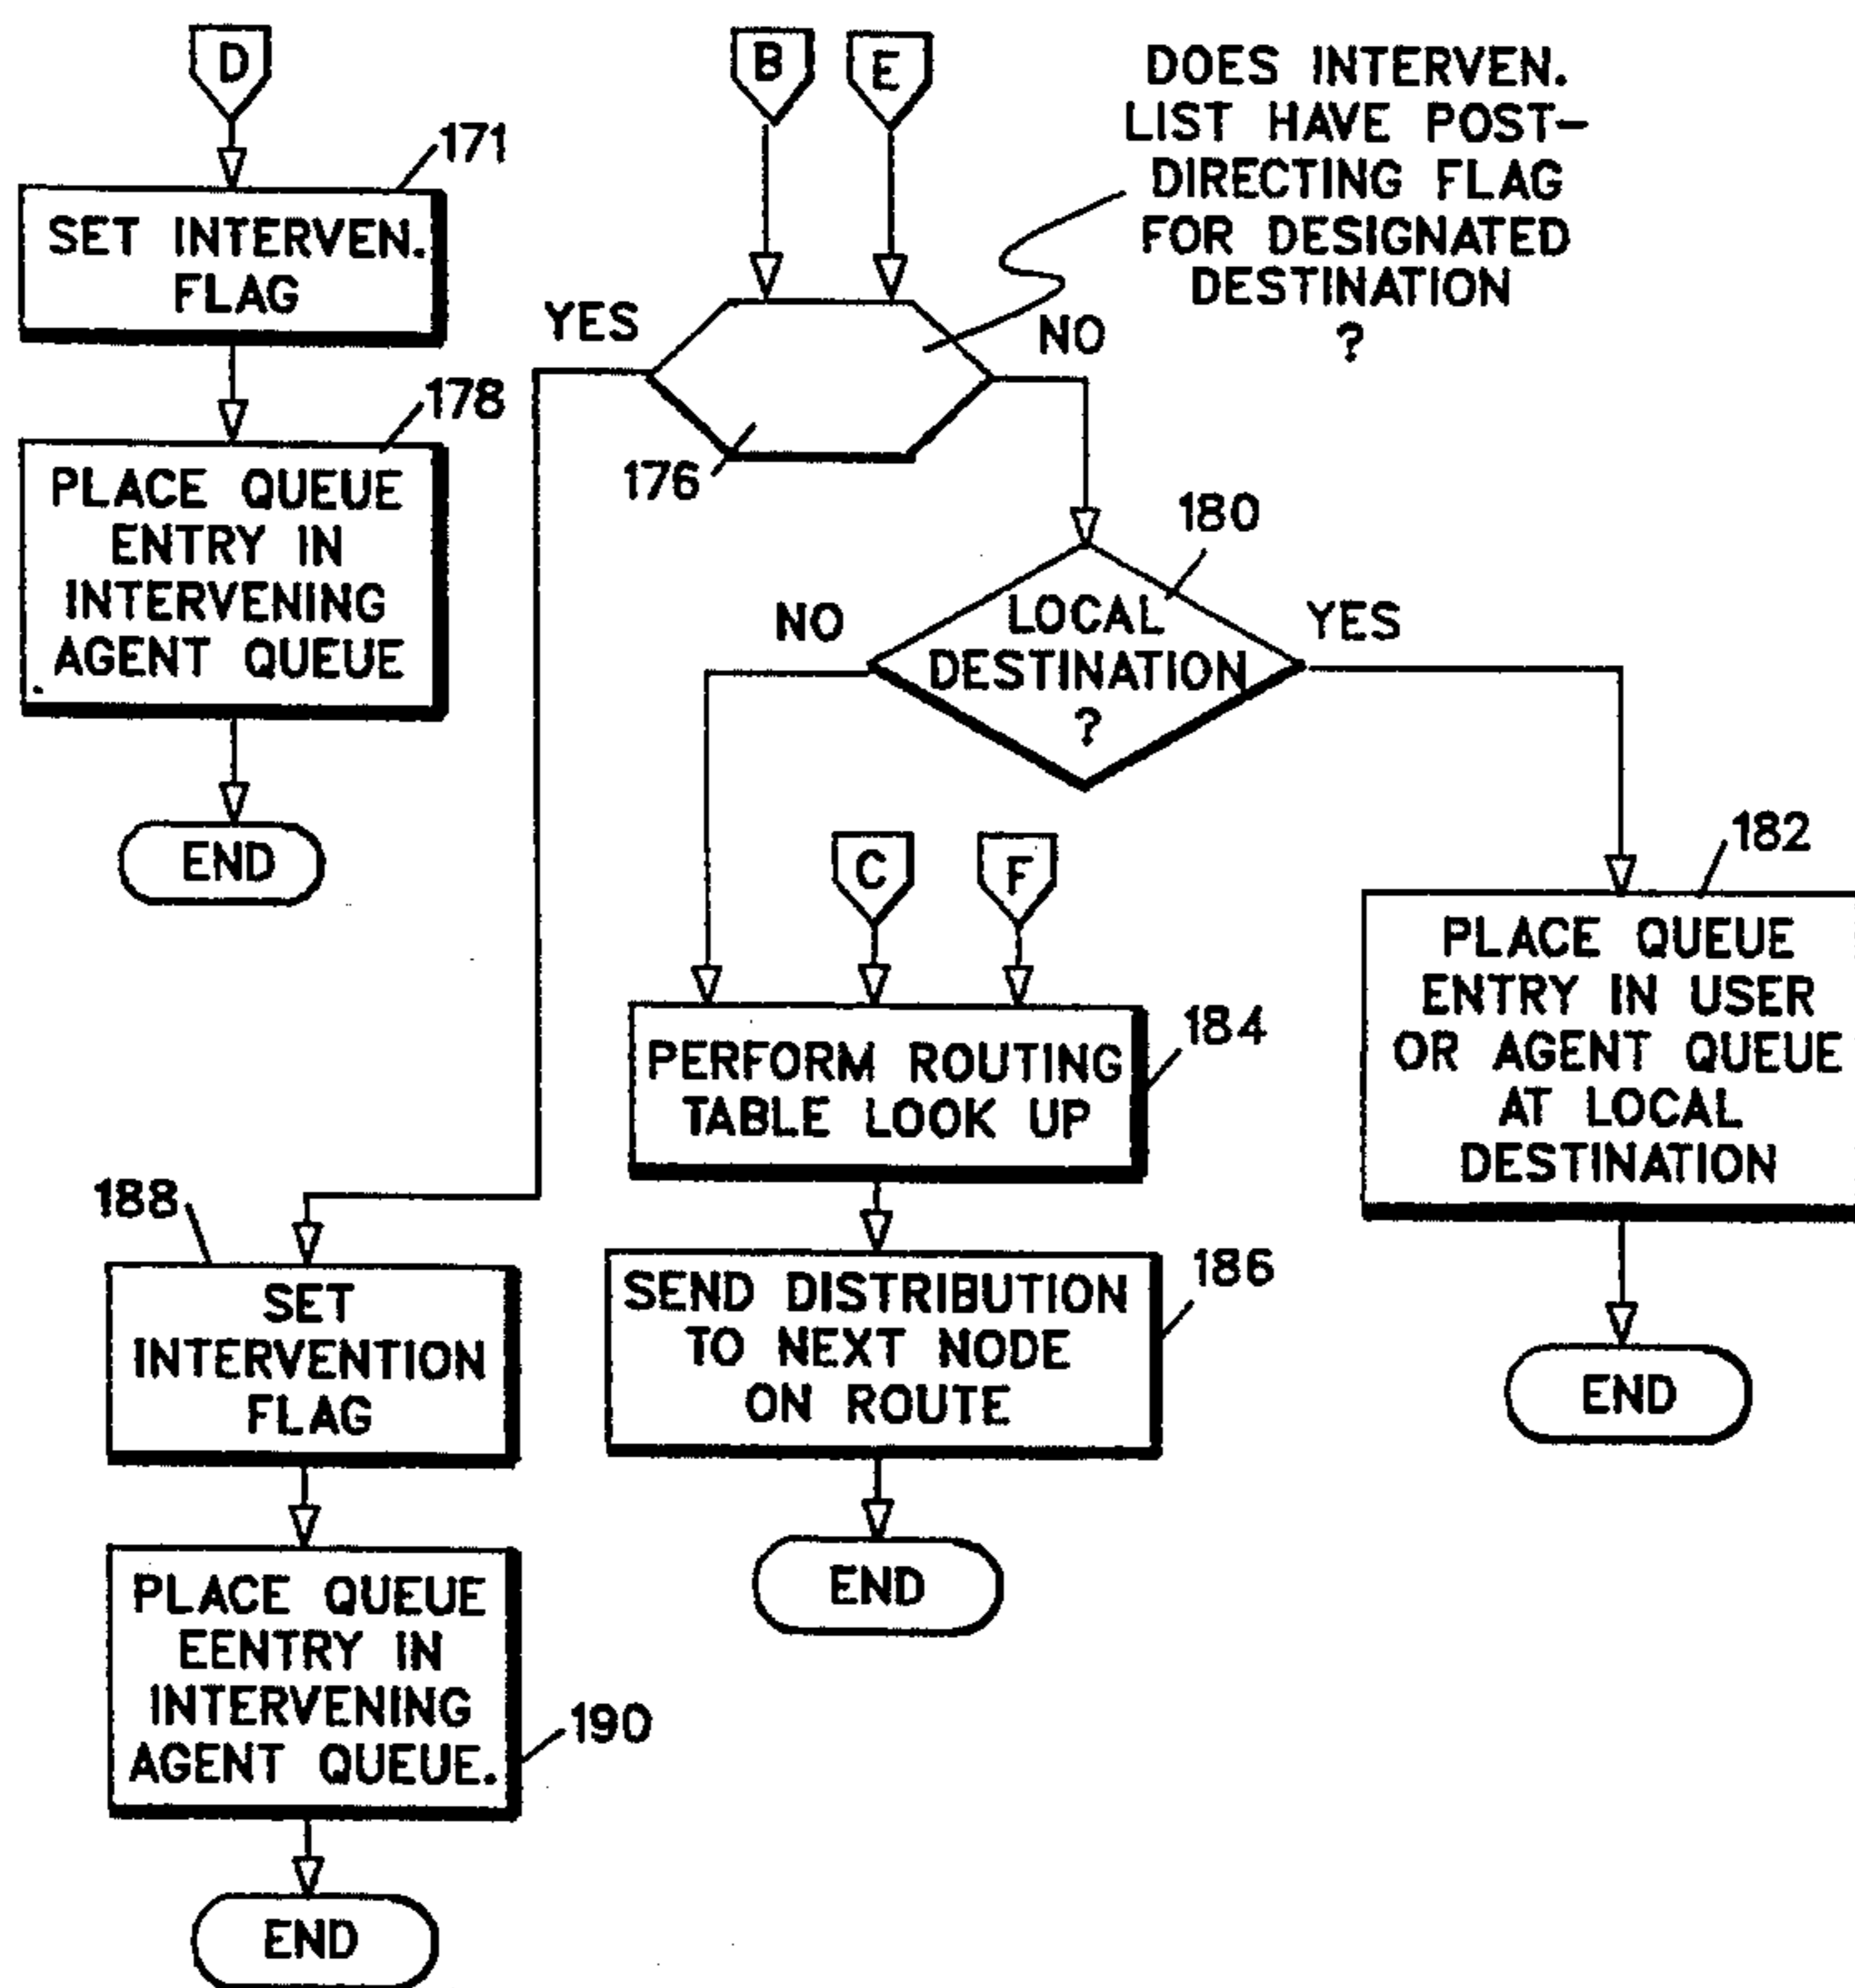 D
171
SET INTERVEN.
FLAG
178
PLACE QUEUE
ENTRY IN
INTERVENING
AGENT QUEUE
END
B
E
DOES INTERVEN.
LIST HAVE POST-
DIRECTING FLAG
FOR DESIGNATED
DESTINATION
?
YES
NO
176
180
LOCAL
DESTINATION
?
NO
YES
182
PLACE QUEUE
ENTRY IN USER
OR AGENT QUEUE
AT LOCAL
DESTINATION
END
C
F
184
PERFORM ROUTING
TABLE LOOK UP
186
SEND DISTRIBUTION
TO NEXT NODE
ON ROUTE
END
188
SET
INTERVENTION
FLAG
PLACE QUEUE
EENTRY IN
INTERVENING
AGENT QUEUE.
190
END